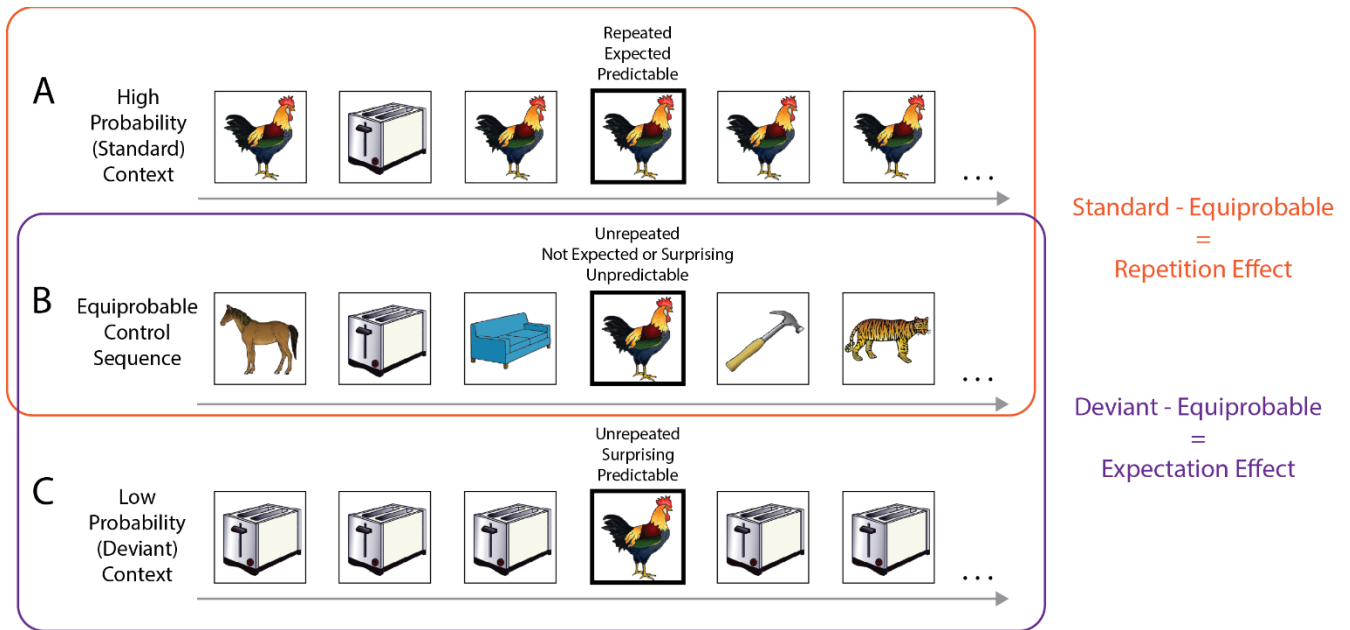 Repeated
Expected
Predictable
A
High
Probability
(Standard)
Context
. . .
Standard - Equiprobable
=
Repetition Effect
Unrepeated
Not Expected or Surprising
Unpredictable
B
Equiprobable
Control
Sequence
. . .
Deviant - Equiprobable
=
Expectation Effect
Unrepeated
Surprising
Predictable
C
Low
Probability
(Deviant)
Context
. . .